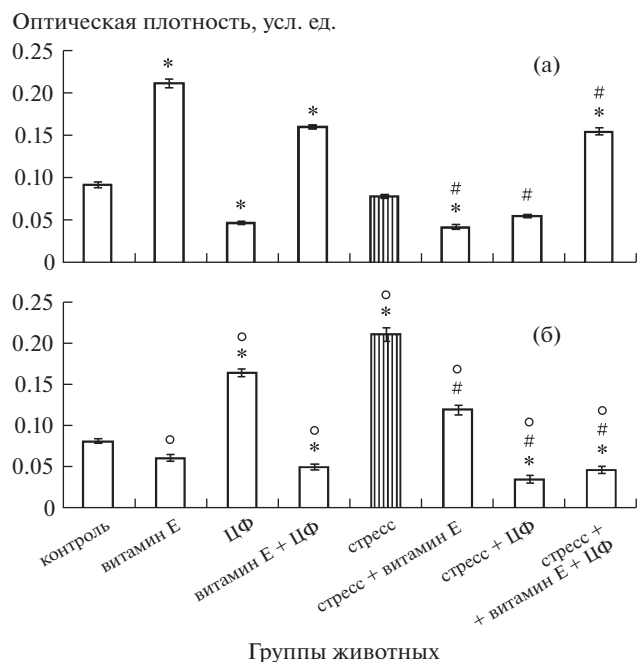 Оптическая плотность, усл. ед.
0.25
(а)
*
0.20
#
*
*
0.15
0.10
*
#
*
#
0.05
0
0.25
°
*
(б)
0.20
°
*
°
#
0.15
°
#
*
°
#
*
0.10
°
°
*
0.05
0
контроль
витамин Е
ЦФ
витамин Е + ЦФ
стресс
стресс + витамин Е
стресс + ЦФ
стресс +
+ витамин Е + ЦФ
Группы животных